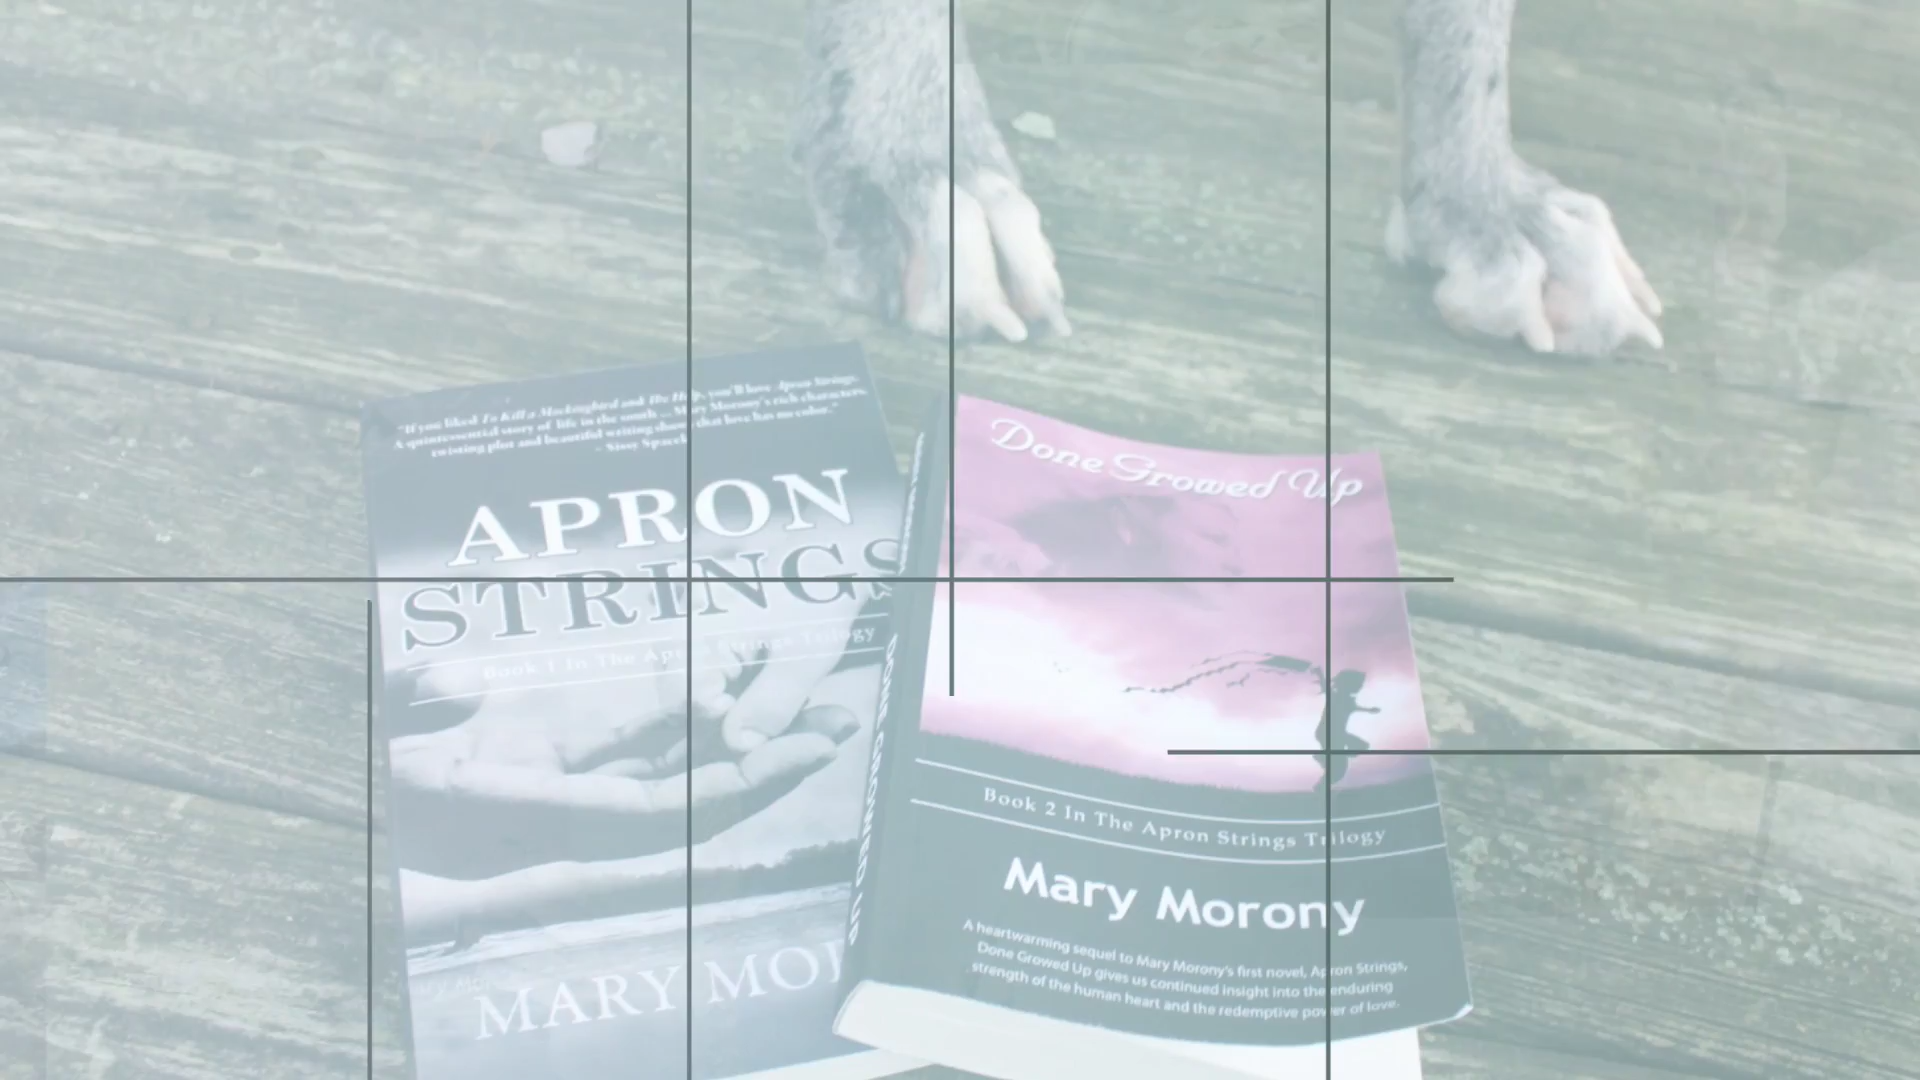 "If you liked To Kill a Mockingbird and The Help, you'll love Apron Strings.
A quintessential story of life in the south ... Mary Morony's rich characters,
twisting plot and beautiful writing shows that love has no color."
- Sissy Spacek
APRON
STRINGS
Book 1 In The Apron Strings Trilogy
MARY MOR
DONE GROWED UP
Done Growed Up
Book 2 In The Apron Strings Trilogy
Mary Morony
A heartwarming sequel to Mary Morony's first novel, Apron Strings,
Done Growed Up gives us continued insight into the enduring
strength of the human heart and the redemptive power of love.